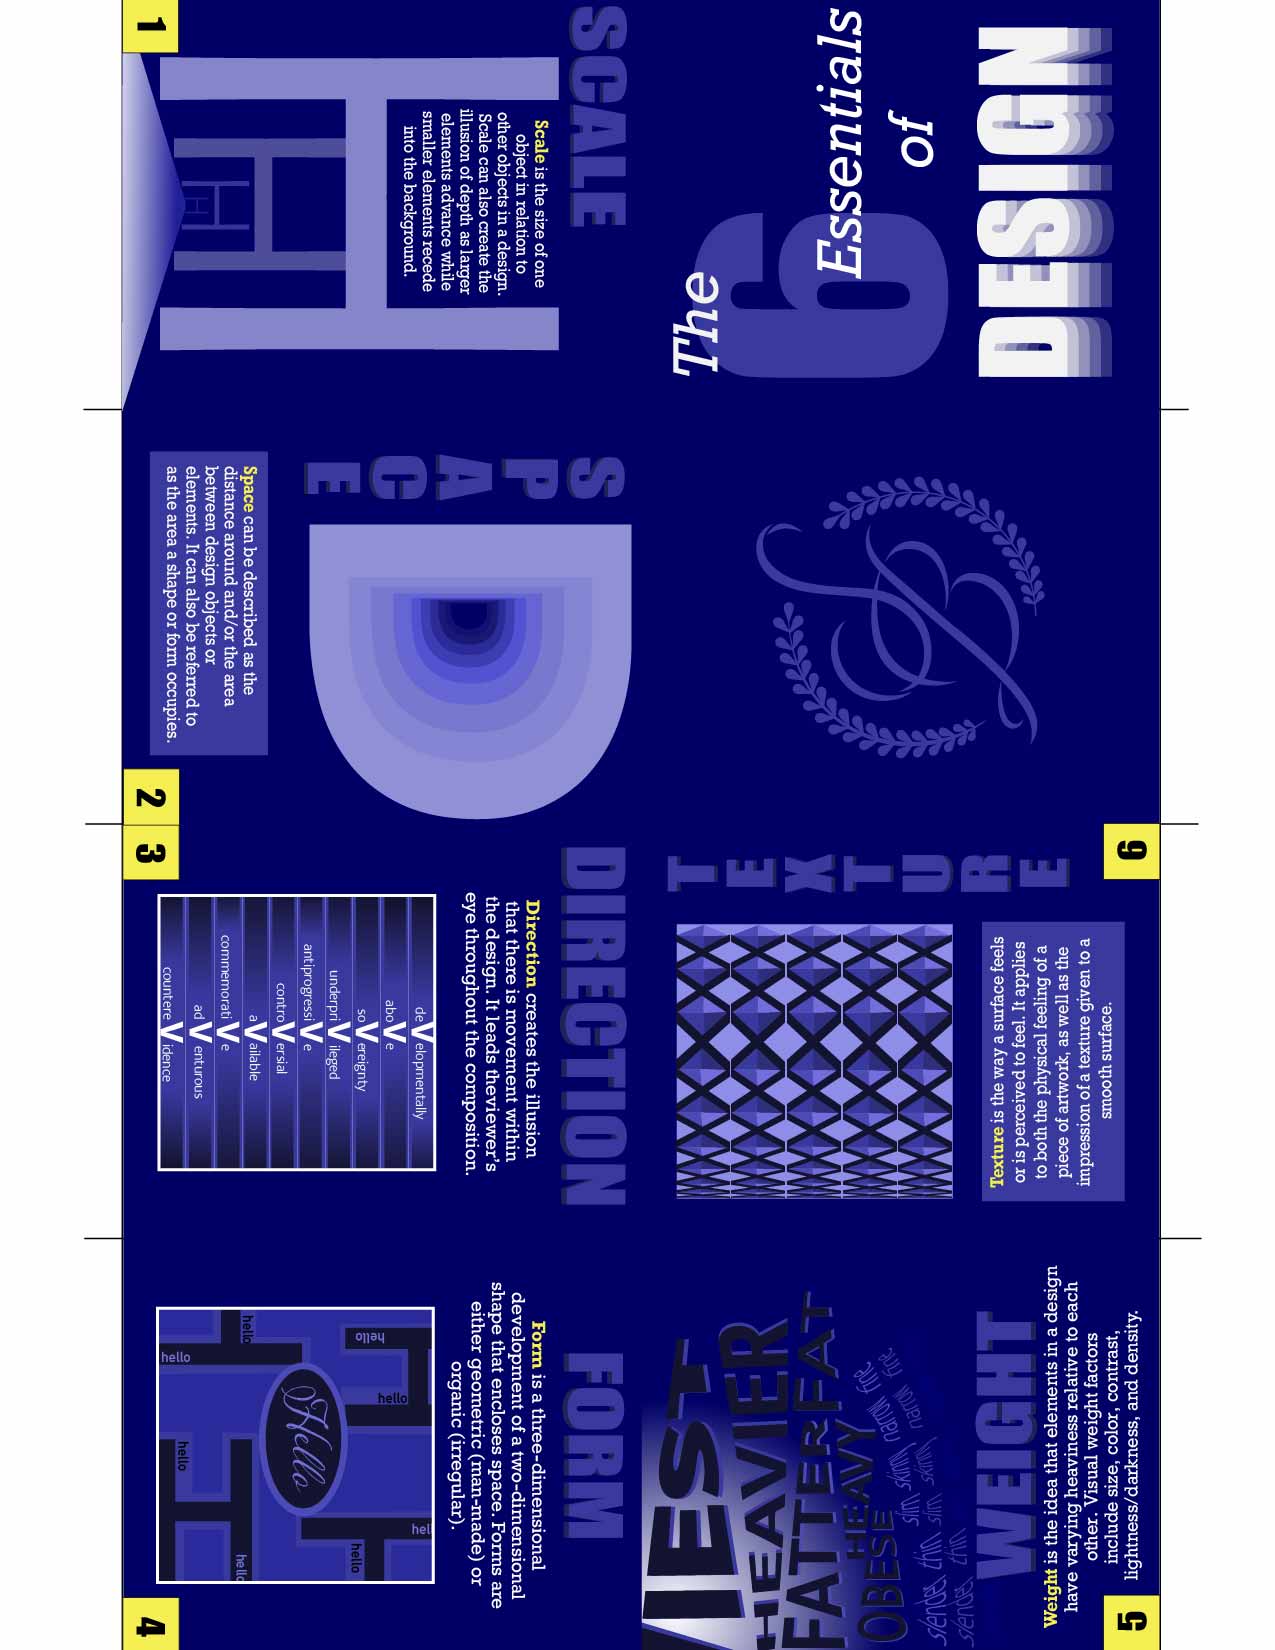 The
6
Essentials
of
DESIGN
1
SCALE
Scale is the size of one
object in relation to
other objects in a design.
Scale can also create the
illusion of depth as larger
elements advance while
smaller elements recede
into the background.
H
H
H
H
2
SPACE
Space can be described as the
distance around and/or the area
between design objects or
elements. It can also be referred to
as the area a shape or form occupies.
3
DIRECTION
Direction creates the illusion
that there is movement within
the design. It leads theviewer's
eye throughout the composition.
deVelopmentally
aboVe
soVereignty
underpriVileged
antiprogressiVe
controVersial
aVailable
commemoratiVe
adVenturous
countereVidence
4
FORM
Form is a three-dimensional
development of a two-dimensional
shape that encloses space. Forms are
either geometric (man-made) or
organic (irregular).
hello
hello
hello
hello
Hello
hello
hel
hello
hello
5
WEIGHT
Weight is the idea that elements in a design
have varying heaviness relative to each
other. Visual weight factors
include size, color, contrast,
lightness/darkness, and density.
IEST
HEAVIER
FATTER FAT
HEAVY
OBESE
slender thin slim skinny narrow fine
slender thin slim skinny narrow fine
6
TEXTURE
Texture is the way a surface feels
or is perceived to feel. It applies
to both the physical feeling of a
piece of artwork, as well as the
impression of a texture given to a
smooth surface.